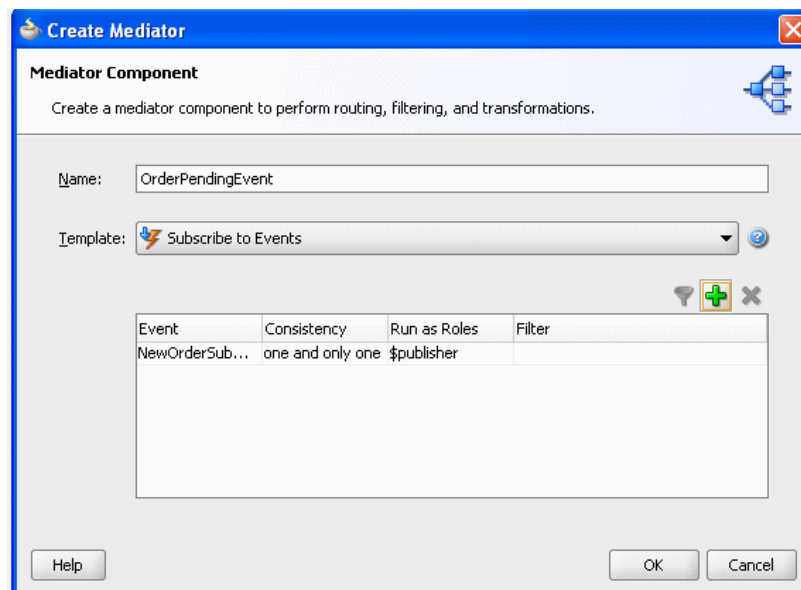 Create Mediator
Mediator Component
Create a mediator component to perform routing, filtering, and transformations.
Name: OrderPendingEvent
Template: Subscribe to Events
Event Consistency Run as Roles Filter
NewOrderSub... one and only one $publisher
Help OK Cancel